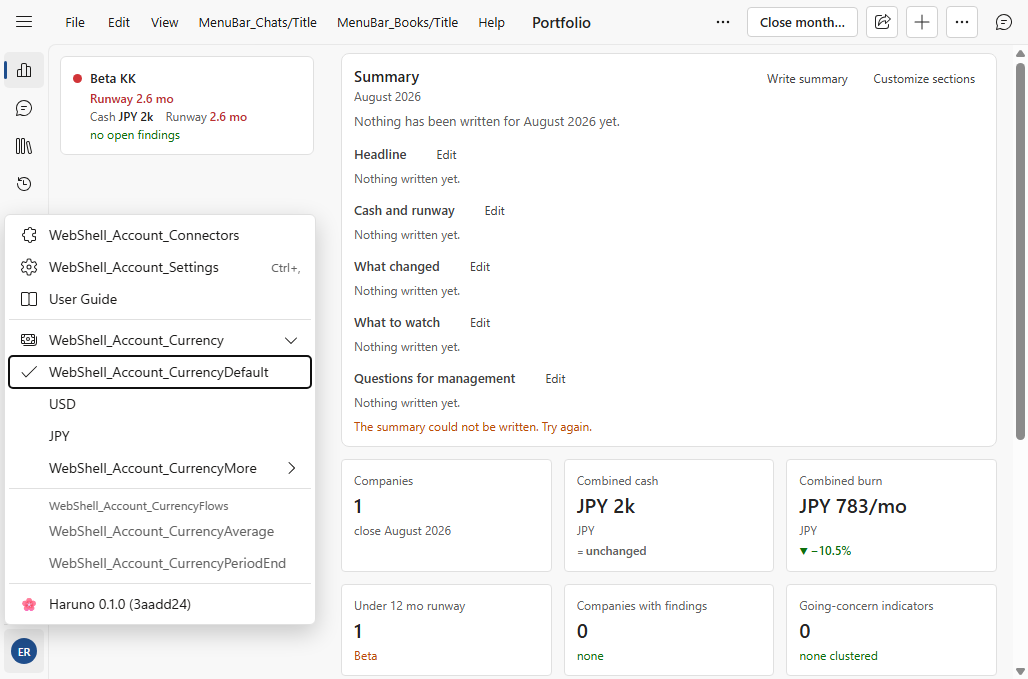 File Edit View MenuBar_Chats/Title MenuBar_Books/Title Help Portfolio Close month...
Beta KK
Runway 2.6 mo
Cash JPY 2k Runway 2.6 mo
no open findings
WebShell_Account_Connectors
WebShell_Account_Settings Ctrl+,
User Guide
WebShell_Account_Currency
WebShell_Account_CurrencyDefault
USD
JPY
WebShell_Account_CurrencyMore
WebShell_Account_CurrencyFlows
WebShell_Account_CurrencyAverage
WebShell_Account_CurrencyPeriodEnd
Haruno 0.1.0 (3aadd24)
ER
Summary Write summary Customize sections
August 2026
Nothing has been written for August 2026 yet.
Headline Edit
Nothing written yet.
Cash and runway Edit
Nothing written yet.
What changed Edit
Nothing written yet.
What to watch Edit
Nothing written yet.
Questions for management Edit
Nothing written yet.
The summary could not be written. Try again.
Companies
1
close August 2026
Combined cash
JPY 2k
JPY
= unchanged
Combined burn
JPY 783/mo
JPY
▼ −10.5%
Under 12 mo runway
1
Beta
Companies with findings
0
none
Going-concern indicators
0
none clustered